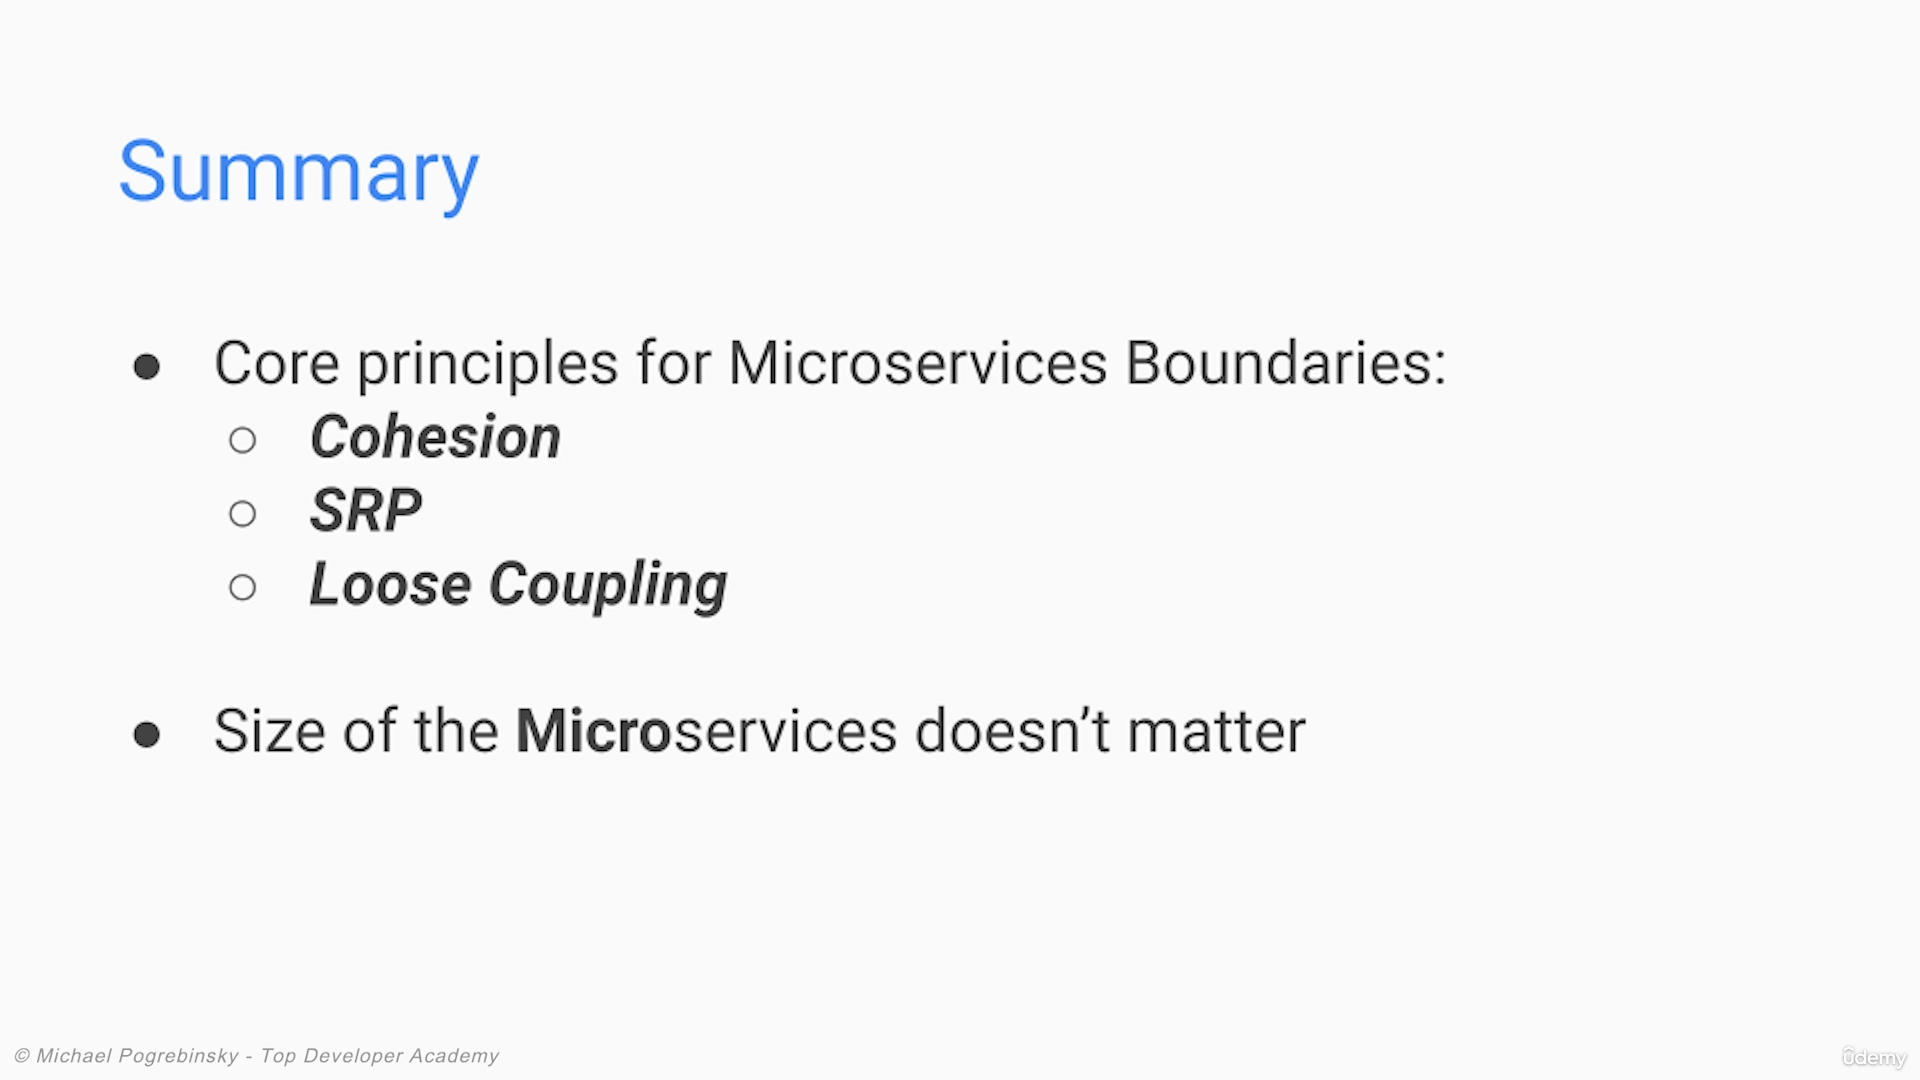 Summary
● Core principles for Microservices Boundaries:
○ Cohesion
○ SRP
○ Loose Coupling
● Size of the Microservices doesn’t matter
© Michael Pogrebinsky - Top Developer Academy
ûdemy